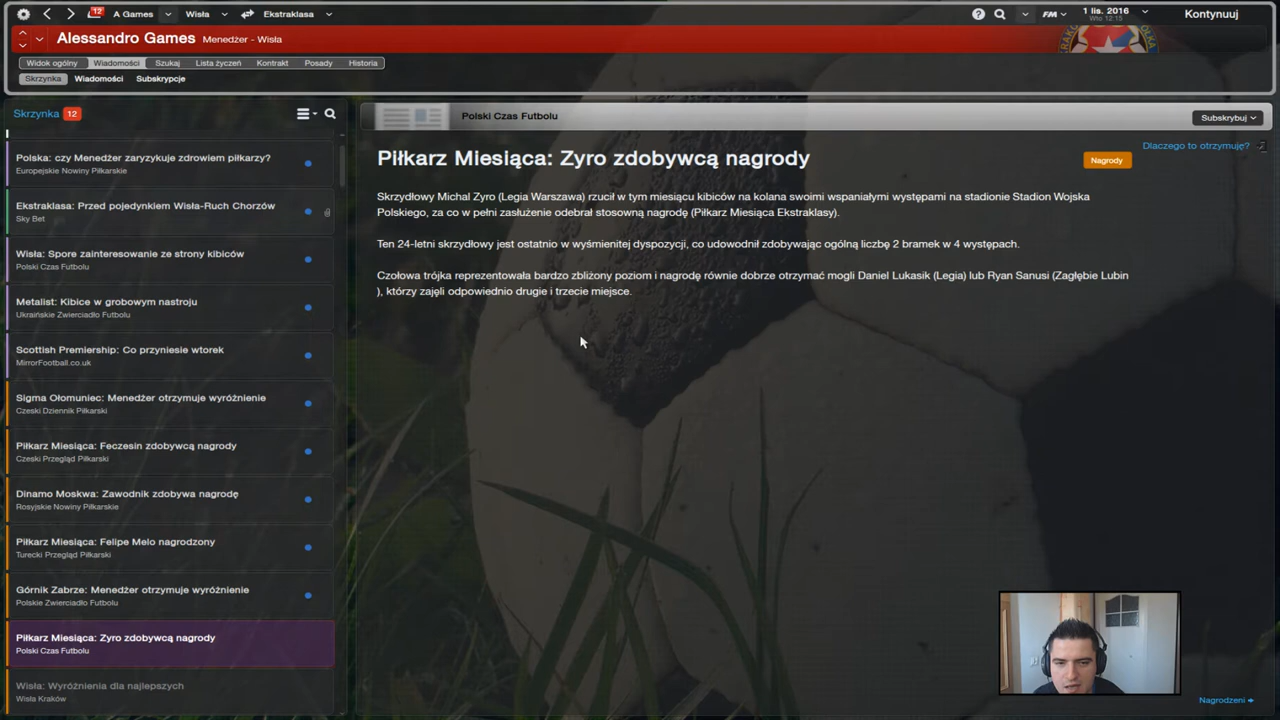 12 A Games Wisła Ekstraklasa FM 1 lis. 2016 Kontynuuj
Wto 12:15
Alessandro Games Menedżer - Wisła
Widok ogólny Wiadomości Szukaj Lista życzeń Kontrakt Posady Historia
Skrzynka Wiadomości Subskrypcje
Skrzynka 12
Polska: czy Menedżer zaryzykuje zdrowiem piłkarzy?
Europejskie Nowiny Piłkarskie
Ekstraklasa: Przed pojedynkiem Wisła-Ruch Chorzów
Sky Bet
Wisła: Spore zainteresowanie ze strony kibiców
Polski Czas Futbolu
Metalist: Kibice w grobowym nastroju
Ukraińskie Zwierciadło Futbolu
Scottish Premiership: Co przyniesie wtorek
MirrorFootball.co.uk
Sigma Ołomuniec: Menedżer otrzymuje wyróżnienie
Czeski Dziennik Piłkarski
Piłkarz Miesiąca: Feczesin zdobywcą nagrody
Czeski Przegląd Piłkarski
Dinamo Moskwa: Zawodnik zdobywa nagrodę
Rosyjskie Nowiny Piłkarskie
Piłkarz Miesiąca: Felipe Melo nagrodzony
Turecki Przegląd Piłkarski
Górnik Zabrze: Menedżer otrzymuje wyróżnienie
Polskie Zwierciadło Futbolu
Piłkarz Miesiąca: Zyro zdobywcą nagrody
Polski Czas Futbolu
Wisła: Wyróżnienia dla najlepszych
Wisła Kraków
Polski Czas Futbolu
Subskrybuj
Dlaczego to otrzymuję?
Piłkarz Miesiąca: Zyro zdobywcą nagrody
Nagrody
Skrzydłowy Michal Zyro (Legia Warszawa) rzucił w tym miesiącu kibiców na kolana swoimi wspaniałymi występami na stadionie Stadion Wojska
Polskiego, za co w pełni zasłużenie odebrał stosowną nagrodę (Piłkarz Miesiąca Ekstraklasy).
Ten 24-letni skrzydłowy jest ostatnio w wyśmienitej dyspozycji, co udowodnił zdobywając ogólną liczbę 2 bramek w 4 występach.
Czołowa trójka reprezentowała bardzo zbliżony poziom i nagrodę równie dobrze otrzymać mogli Daniel Lukasik (Legia) lub Ryan Sanusi (Zagłębie Lubin
), którzy zajęli odpowiednio drugie i trzecie miejsce.
Nagrodzeni